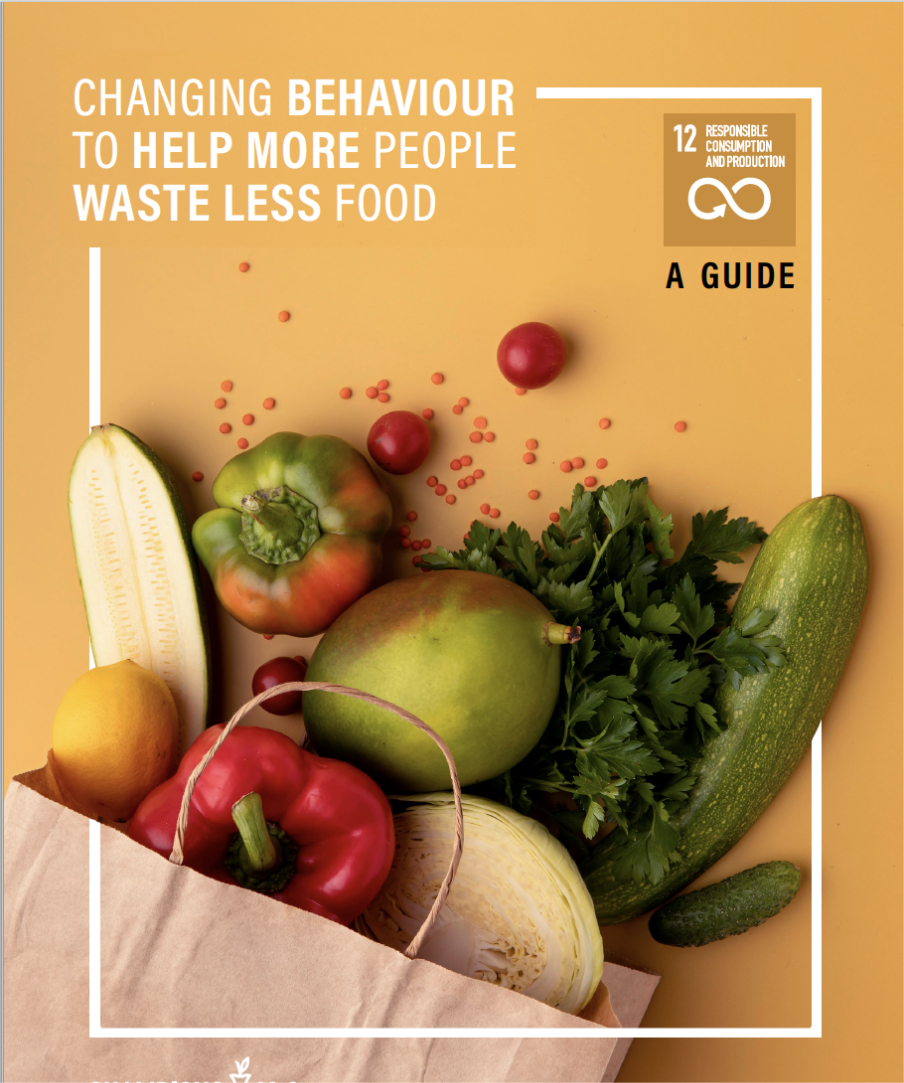 CHANGING BEHAVIOUR
TO HELP MORE PEOPLE
WASTE LESS FOOD
12 RESPONSIBLE
CONSUMPTION
AND PRODUCTION
A GUIDE